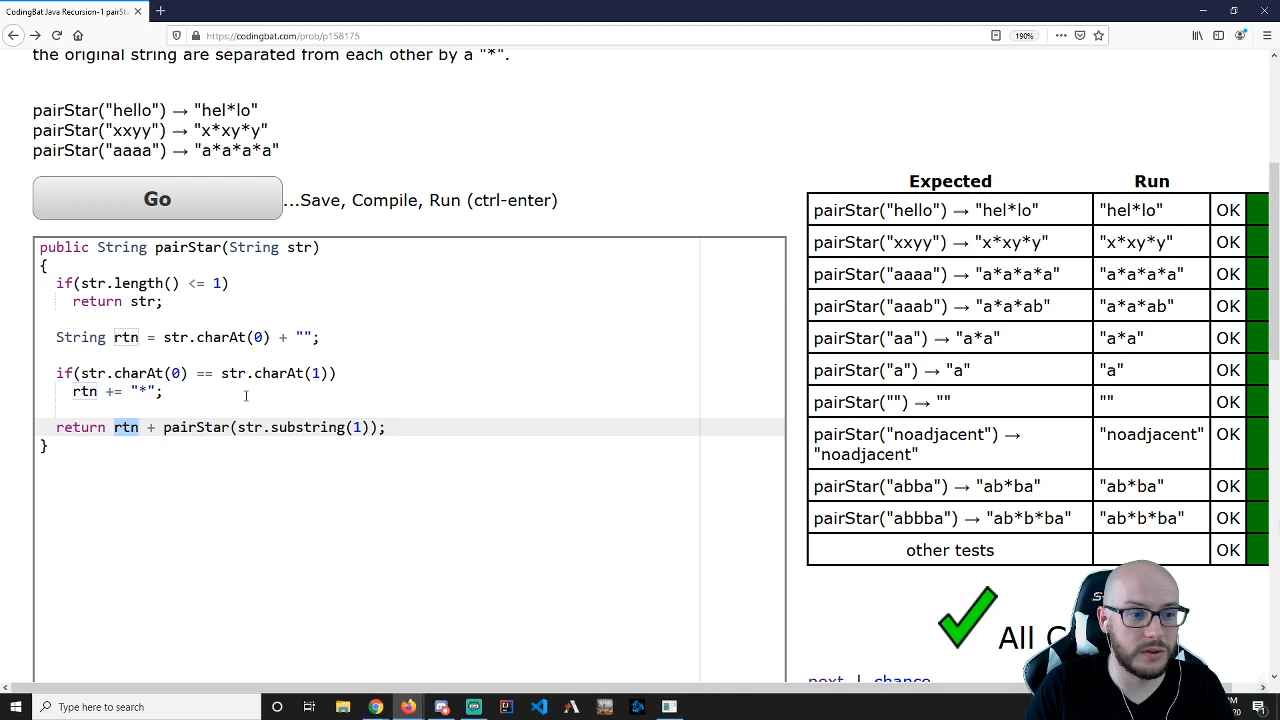 CodingBat Java Recursion-1 pairSta
https://codingbat.com/prob/p158175
190%
the original string are separated from each other by a "*".
pairStar("hello") → "hel*lo"
pairStar("xxyy") → "x*xy*y"
pairStar("aaaa") → "a*a*a*a"
Go
...Save, Compile, Run (ctrl-enter)
public String pairStar(String str)
{
if(str.length() <= 1)
return str;
String rtn = str.charAt(0) + "";
if(str.charAt(0) == str.charAt(1))
rtn += "*";
return rtn + pairStar(str.substring(1));
}
Expected Run
pairStar("hello") → "hel*lo" "hel*lo" OK
pairStar("xxyy") → "x*xy*y" "x*xy*y" OK
pairStar("aaaa") → "a*a*a*a" "a*a*a*a" OK
pairStar("aaab") → "a*a*ab" "a*a*ab" OK
pairStar("aa") → "a*a" "a*a" OK
pairStar("a") → "a" "a" OK
pairStar("") → "" "" OK
pairStar("noadjacent") → "noadjacent" OK
"noadjacent"
pairStar("abba") → "ab*ba" "ab*ba" OK
pairStar("abbba") → "ab*b*ba" "ab*b*ba" OK
other tests OK
All C
next | chance
Type here to search